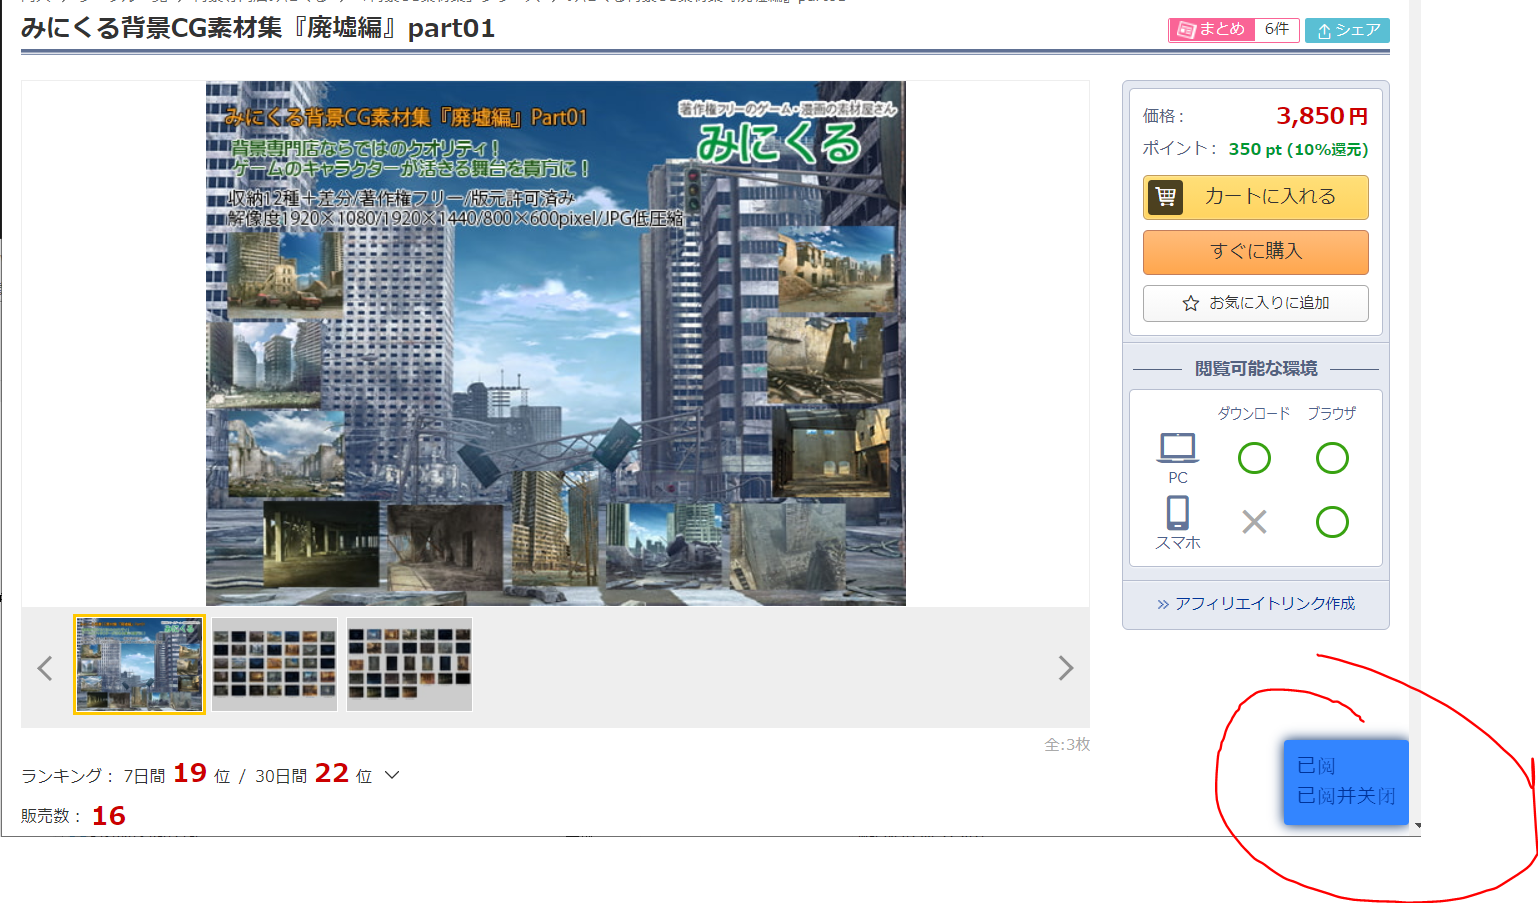 みにくる背景CG素材集『廃墟編』part01
まとめ 6件 シェア
みにくる背景CG素材集『廃墟編』Part01
背景専門店ならではのクオリティ！
ゲームのキャラクターが活きる舞台を貴方に！
収納12種＋差分/著作権フリー/版元許可済み
解像度1920×1080/1920×1440/800×600pixel/JPG低圧縮
著作権フリーのゲーム・漫画の素材屋さん
みにくる
価格： 3,850円
ポイント： 350 pt (10%還元)
カートに入れる
すぐに購入
お気に入りに追加
閲覧可能な環境
ダウンロード ブラウザ
PC
スマホ
アフィリエイトリンク作成
全:3枚
ランキング： 7日間 19 位 / 30日間 22 位
販売数： 16
已阅
已阅并关闭